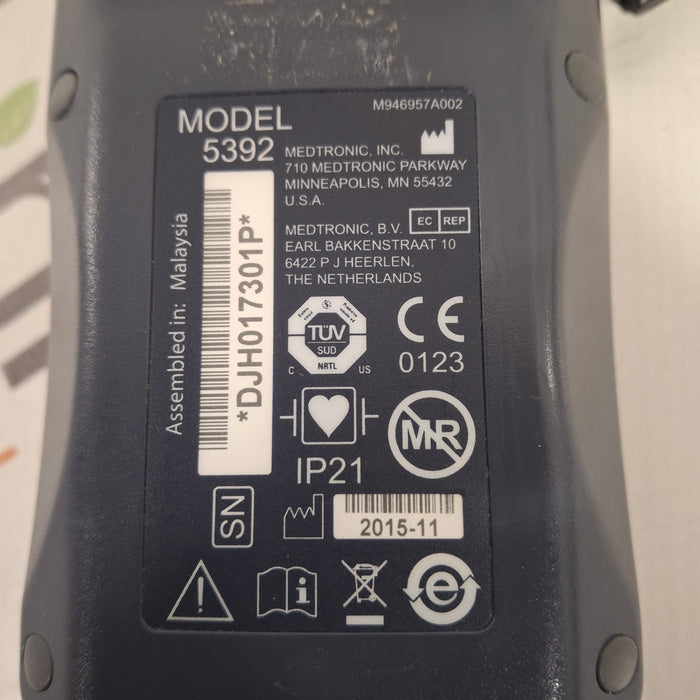 M946957A002
MODEL
5392
MEDTRONIC, INC.
710 MEDTRONIC PARKWAY
MINNEAPOLIS, MN 55432
U.S.A.
MEDTRONIC, B.V. EC REP
EARL BAKKENSTRAAT 10
6422 P J HEERLEN,
THE NETHERLANDS
Assembled in: Malaysia
*DJH017301P*
TÜV
SUD
NRTL
C US
CE
0123
MR
IP21
SN
2015-11